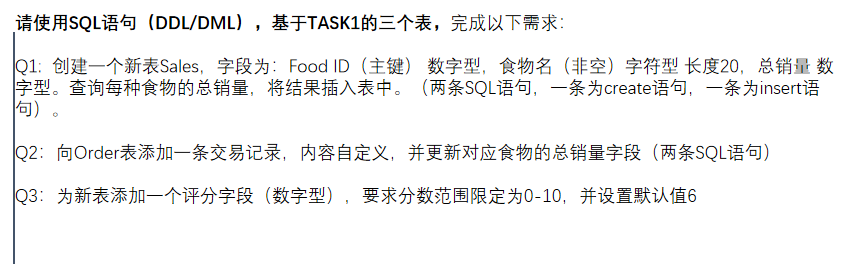 请使用SQL语句（DDL/DML），基于TASK1的三个表，完成以下需求：
Q1：创建一个新表Sales，字段为：Food ID（主键） 数字型，食物名（非空）字符型 长度20，总销量 数
字型。查询每种食物的总销量，将结果插入表中。（两条SQL语句，一条为create语句，一条为insert语
句）。
Q2：向Order表添加一条交易记录，内容自定义，并更新对应食物的总销量字段（两条SQL语句）
Q3：为新表添加一个评分字段（数字型），要求分数范围限定为0-10，并设置默认值6